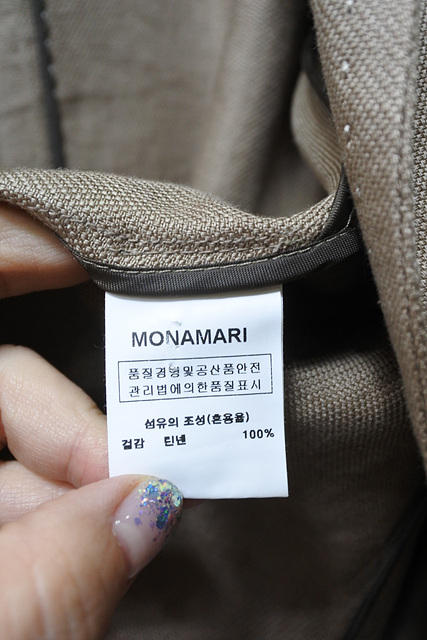 MONAMARI
품질경영및공산품안전
관리법에의한품질표시
섬유의 조성(혼용율)
겉감 린넨 100%